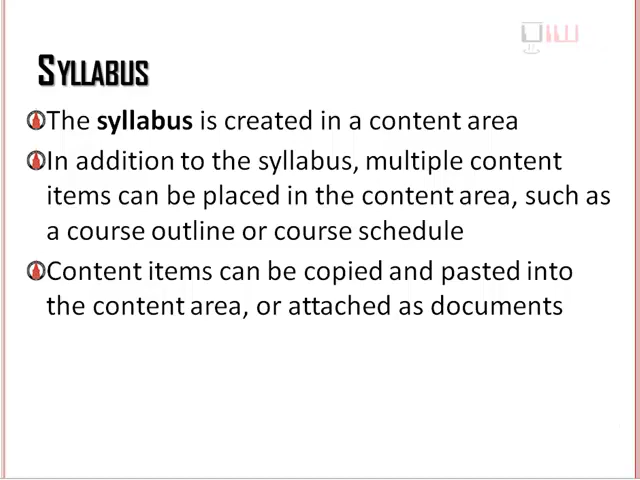 SYLLABUS
The syllabus is created in a content area
In addition to the syllabus, multiple content
items can be placed in the content area, such as
a course outline or course schedule
Content items can be copied and pasted into
the content area, or attached as documents